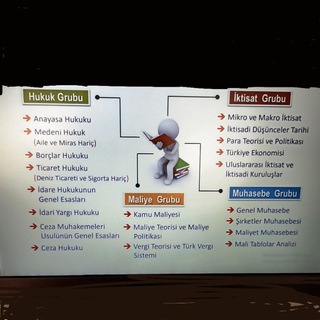 Hukuk Grubu
Anayasa Hukuku
Medeni Hukuk
(Aile ve Miras Hariç)
Borçlar Hukuku
Ticaret Hukuku
(Deniz Ticareti ve Sigorta Hariç)
İdare Hukukunun
Genel Esasları
İdari Yargı Hukuku
Ceza Muhakemeleri
Usulünün Genel Esasları
Ceza Hukuku
Maliye Grubu
Kamu Maliyesi
Maliye Teorisi ve Maliye
Politikası
Vergi Teorisi ve Türk Vergi
Sistemi
İktisat Grubu
Mikro ve Makro İktisat
İktisadi Düşünceler Tarihi
Para Teorisi ve Politikası
Türkiye Ekonomisi
Uluslararası İktisat ve
İktisadi Kuruluşlar
Muhasebe Grubu
Genel Muhasebe
Şirketler Muhasebesi
Maliyet Muhasebesi
Mali Tablolar Analizi